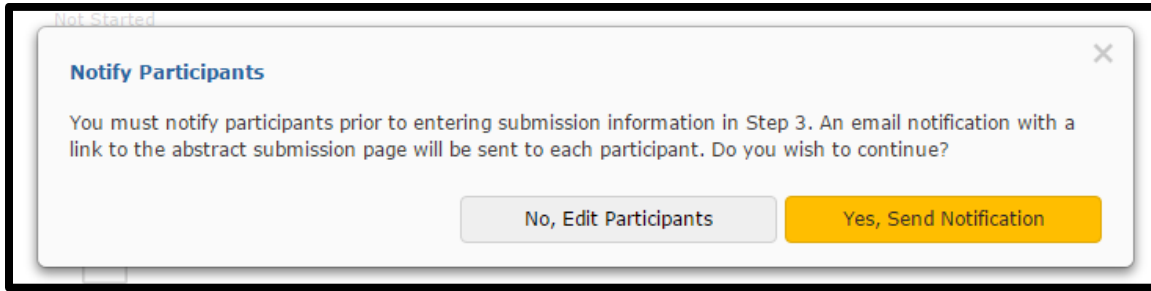 Not Started
Notify Participants
You must notify participants prior to entering submission information in Step 3. An email notification with a
link to the abstract submission page will be sent to each participant. Do you wish to continue?
No, Edit Participants
Yes, Send Notification